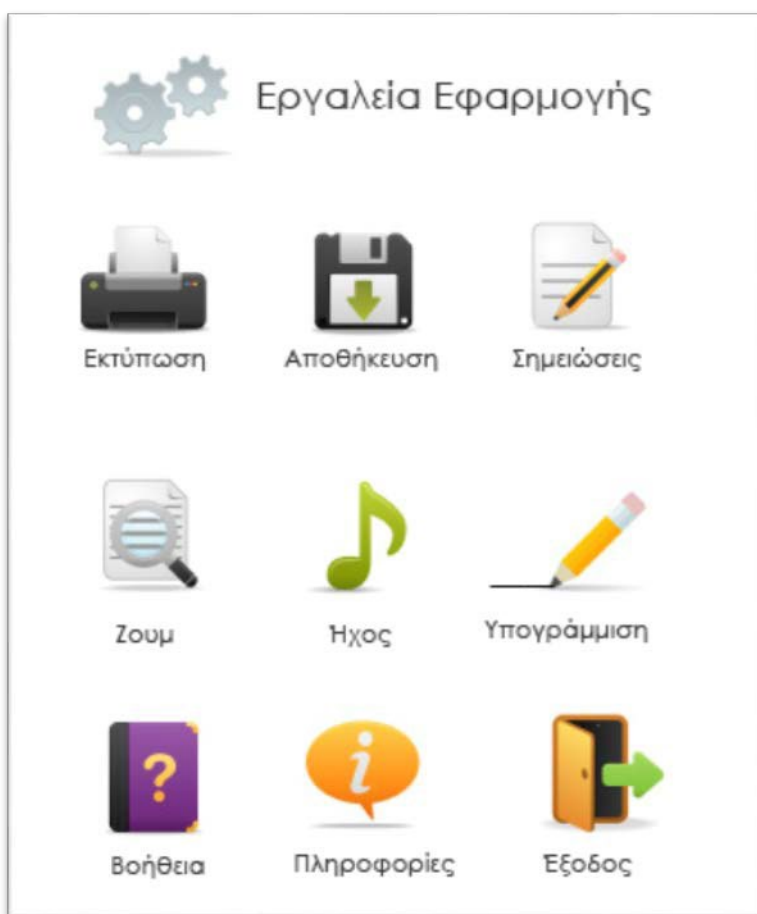 Εργαλεία Εφαρμογής
Εκτύπωση Αποθήκευση Σημειώσεις
Ζουμ Ήχος Υπογράμμιση
?
i
Βοήθεια Πληροφορίες Έξοδος